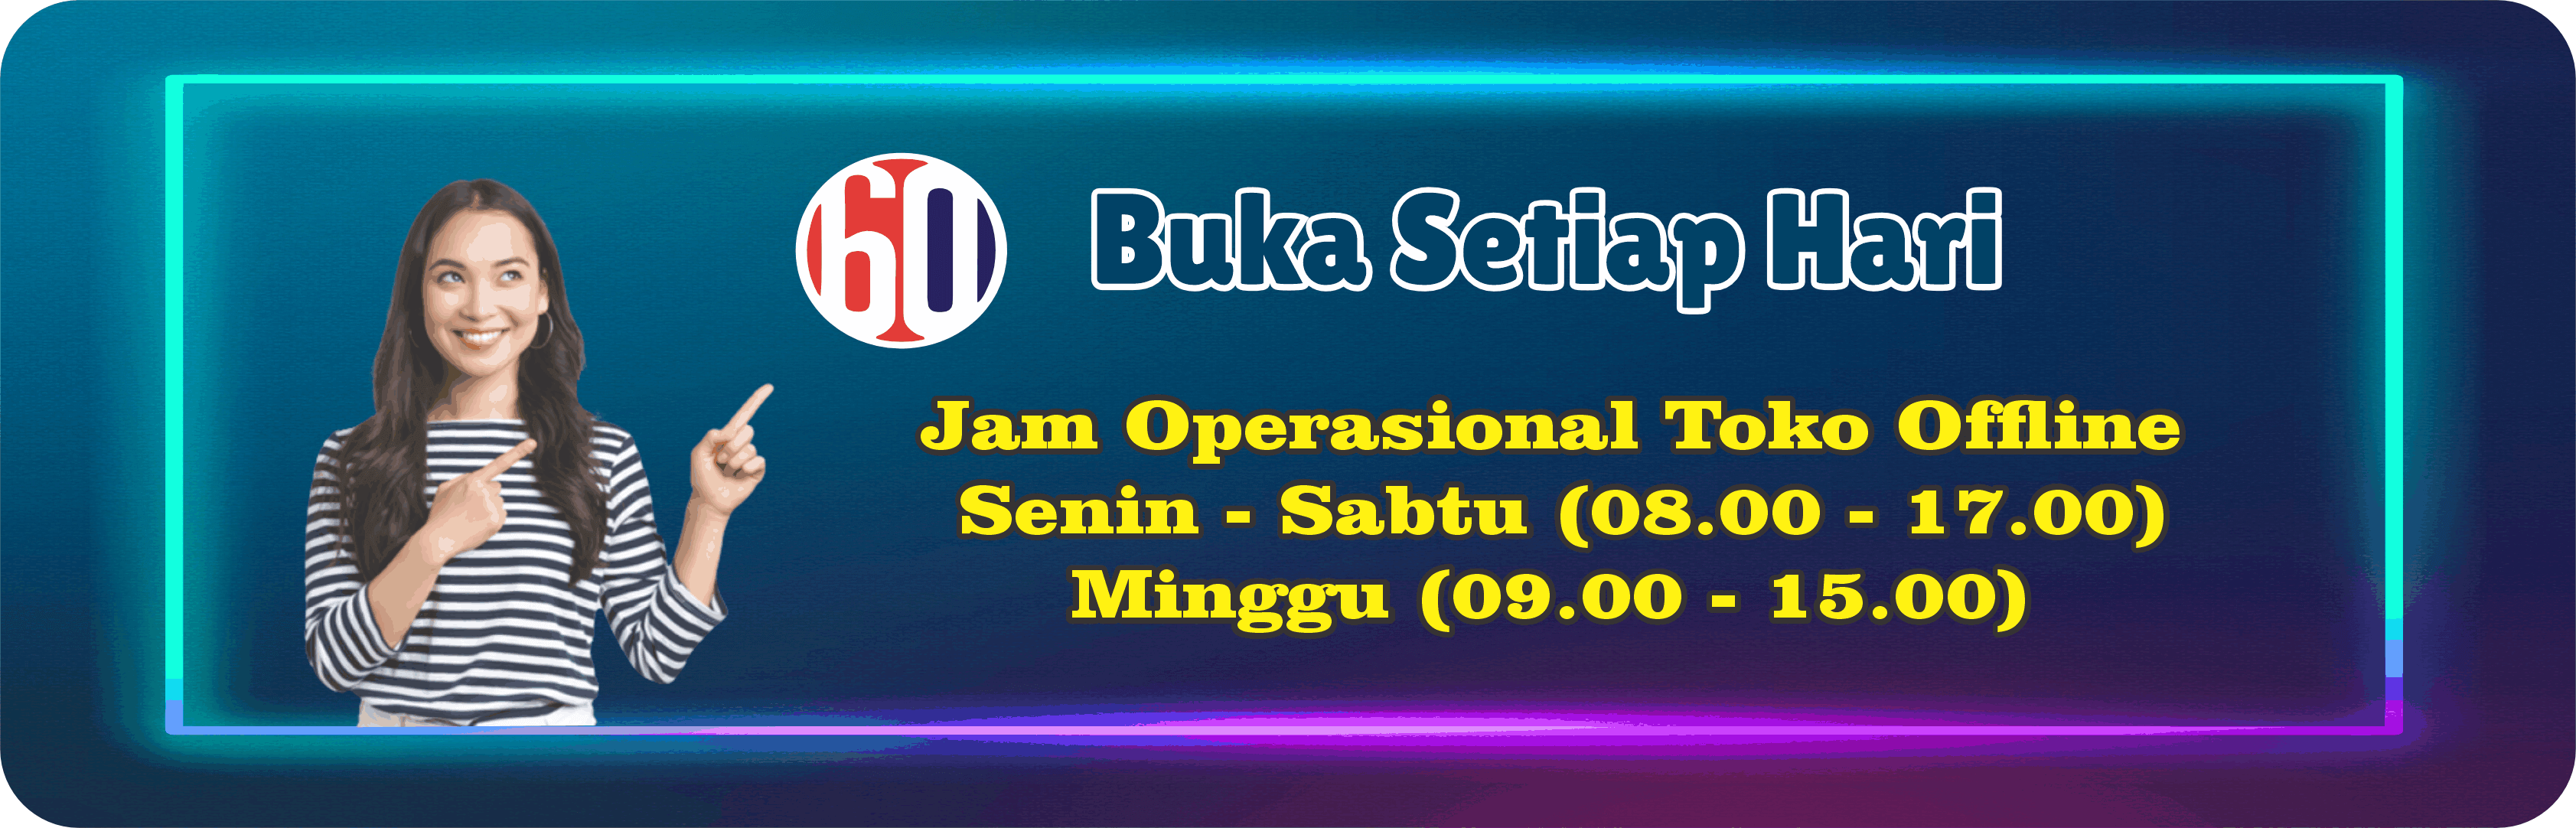 60 Buka Setiap Hari
Jam Operasional Toko Offline
Senin - Sabtu (08.00 - 17.00)
Minggu (09.00 - 15.00)